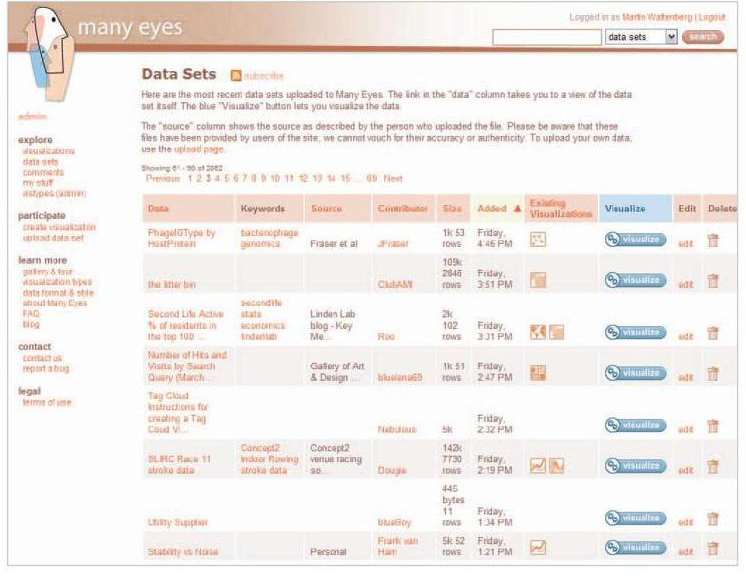 many eyes
Logged in as Martin Wattenberg | Logout
data sets
search
Data Sets subscribe
Here are the most recent data sets uploaded to Many Eyes. The link in the "data" column takes you to a view of the data
set itself. The blue "Visualize" button lets you visualize the data.
The "source" column shows the source as described by the person who uploaded the file. Please be aware that these
files have been provided by users of the site, we cannot vouch for their accuracy or authenticity. To upload your own data,
use the upload page.
admin
explore
visualizations
data sets
comments
my stuff
vistypes (admin)
participate
create visualization
upload data set
learn more
gallery & tour
visualization types
data format & style
about Many Eyes
FAQ
blog
contact
contact us
report a bug
legal
terms of use
Showing 61 - 90 of 2052
Previous 1 2 3 4 5 6 7 8 9 10 11 12 13 14 15 ... 69 Next
Data Keywords Source Contributor Size Added Existing Visualizations Visualize Edit Delete
PhageIGType by
HostProtein
bacteriophage
genomics
Fraser et al
JFraser
1k 53
rows
Friday,
4:46 PM
visualize
edit
the litter bin
ClubAMI
109k
2846
rows
Friday,
3:51 PM
visualize
edit
Second Life Active
% of residents in
the top 100 ...
secondlife
stats
economics
lindenlab
Linden Lab
blog - Key
Me...
Roo
2k
102
rows
Friday,
3:31 PM
visualize
edit
Number of Hits and
Visits by Search
Query (March...
Gallery of Art
& Design ...
1k 51
rows
Friday,
2:47 PM
visualize
edit
Tag Cloud
Instructions for
creating a Tag
Coud Vi...
Nebulous
5k
Friday,
2:32 PM
visualize
edit
SLIRC Race 11
stroke data
Concept2
Indoor Rowing
stroke data
Concept2
venue racing
so...
Dougie
142k
7730
rows
Friday,
2:19 PM
visualize
edit
Utility Supplier
blueBoy
445
bytes
11
rows
Friday,
1:34 PM
visualize
edit
Stability vs Noise
Personal
Frank van
Ham
5k 52
rows
Friday,
1:21 PM
visualize
edit